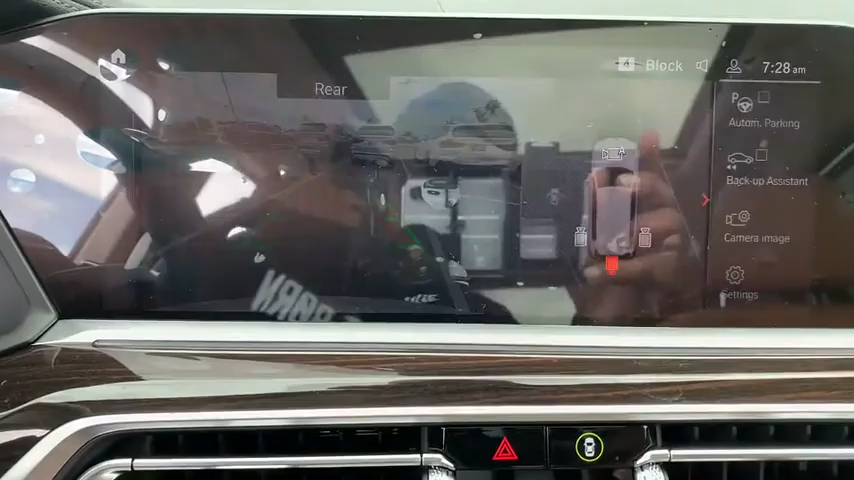 Rear
Block
7:28 am
P
Autom. Parking
Back-up Assistant
Camera image
Settings
A